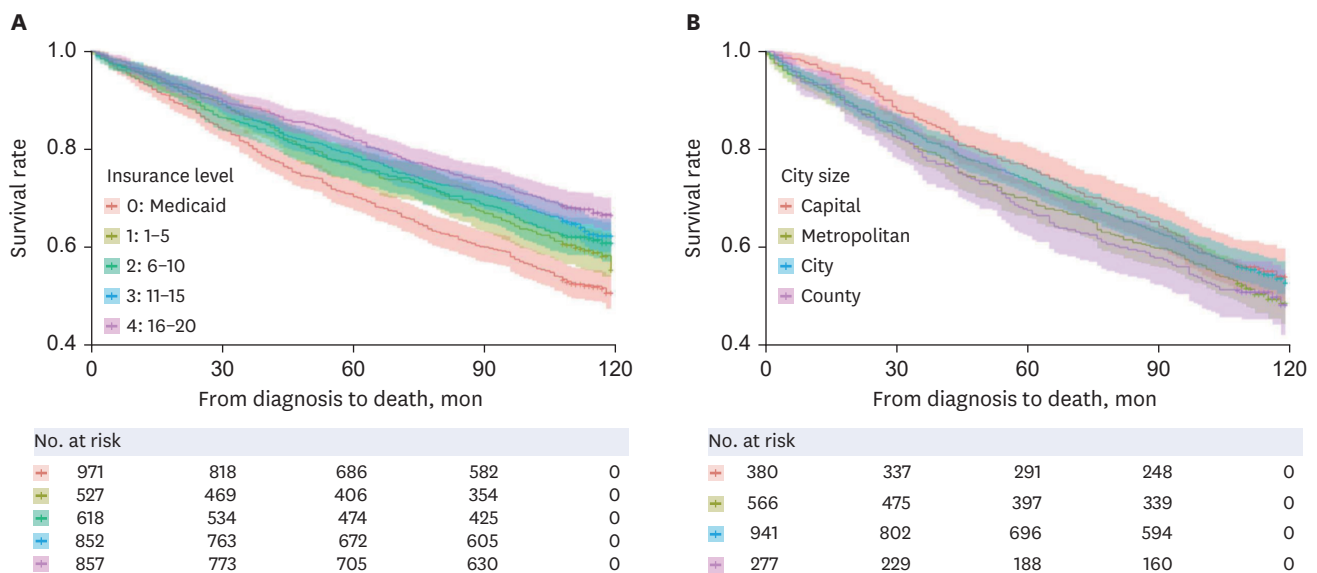 A
1.0
0.8
0.6
0.4
Survival rate
Insurance level
0: Medicaid
1: 1–5
2: 6–10
3: 11–15
4: 16–20
0 30 60 90 120
From diagnosis to death, mon
No. at risk
971 818 686 582 0
527 469 406 354 0
618 534 474 425 0
852 763 672 605 0
857 773 705 630 0
B
1.0
0.8
0.6
0.4
Survival rate
City size
Capital
Metropolitan
City
County
0 30 60 90 120
From diagnosis to death, mon
No. at risk
380 337 291 248 0
566 475 397 339 0
941 802 696 594 0
277 229 188 160 0